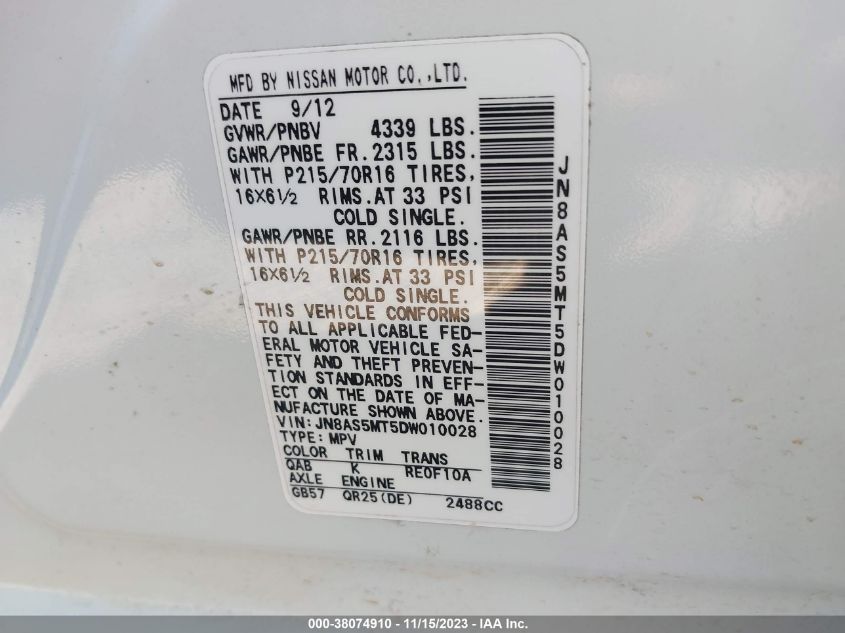 MFD BY NISSAN MOTOR CO.,LTD.
DATE 9/12
GVWR/PNBV 4339 LBS.
GAWR/PNBE FR.2315 LBS.
WITH P215/70R16 TIRES,
16X6½ RIMS.AT 33 PSI
COLD SINGLE.
GAWR/PNBE RR.2116 LBS.
WITH P215/70R16 TIRES,
16X6½ RIMS.AT 33 PSI
COLD SINGLE.
THIS VEHICLE CONFORMS
TO ALL APPLICABLE FED-
ERAL MOTOR VEHICLE SA-
FETY AND THEFT PREVEN-
TION STANDARDS IN EFF-
ECT ON THE DATE OF MA-
NUFACTURE SHOWN ABOVE.
VIN: JN8AS5MT5DW010028
TYPE: MPV
COLOR TRIM TRANS
QAB K RE0F10A
AXLE ENGINE
GB57 QR25(DE) 2488CC
JN8AS5MT5DW010028
000-38074910 - 11/15/2023 - IAA Inc.